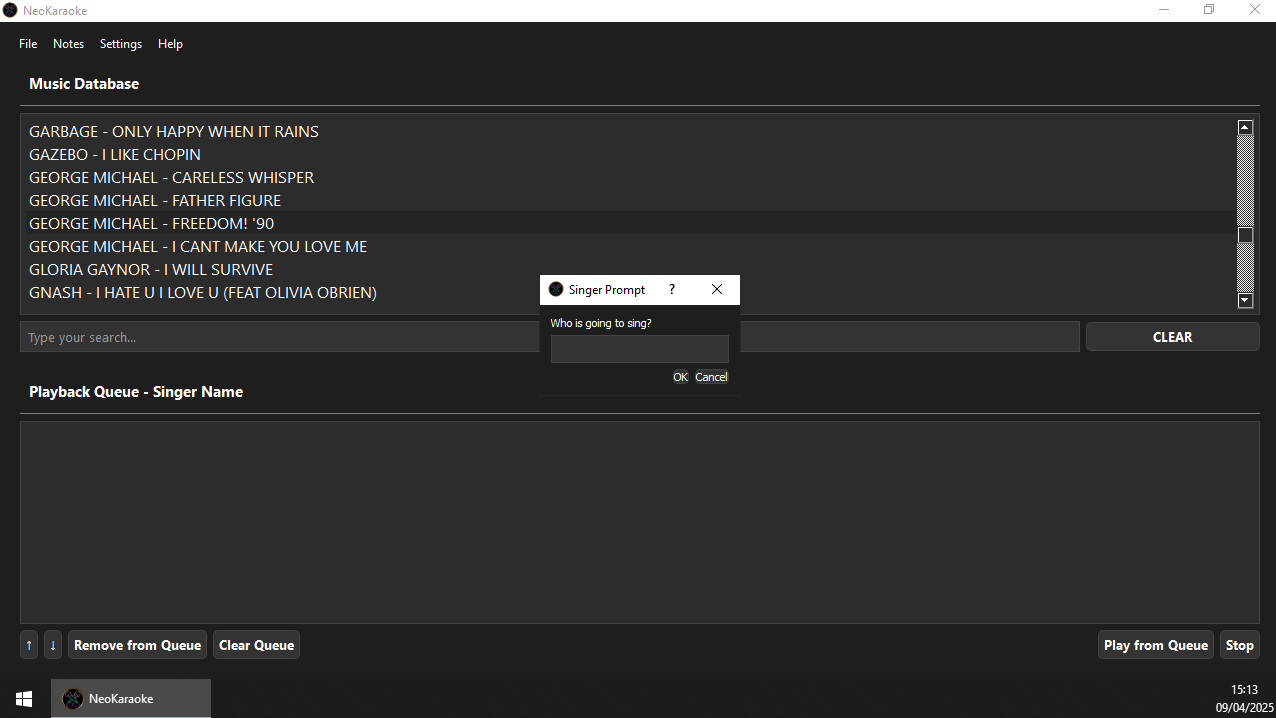 NeoKaraoke
File Notes Settings Help
Music Database
GARBAGE - ONLY HAPPY WHEN IT RAINS
GAZEBO - I LIKE CHOPIN
GEORGE MICHAEL - CARELESS WHISPER
GEORGE MICHAEL - FATHER FIGURE
GEORGE MICHAEL - FREEDOM! '90
GEORGE MICHAEL - I CANT MAKE YOU LOVE ME
GLORIA GAYNOR - I WILL SURVIVE
GNASH - I HATE U I LOVE U (FEAT OLIVIA OBRIEN)
Singer Prompt ?
Who is going to sing?
OK Cancel
Type your search...
CLEAR
Playback Queue - Singer Name
↑ ↓ Remove from Queue Clear Queue
Play from Queue Stop
NeoKaraoke
15:13
09/04/2025